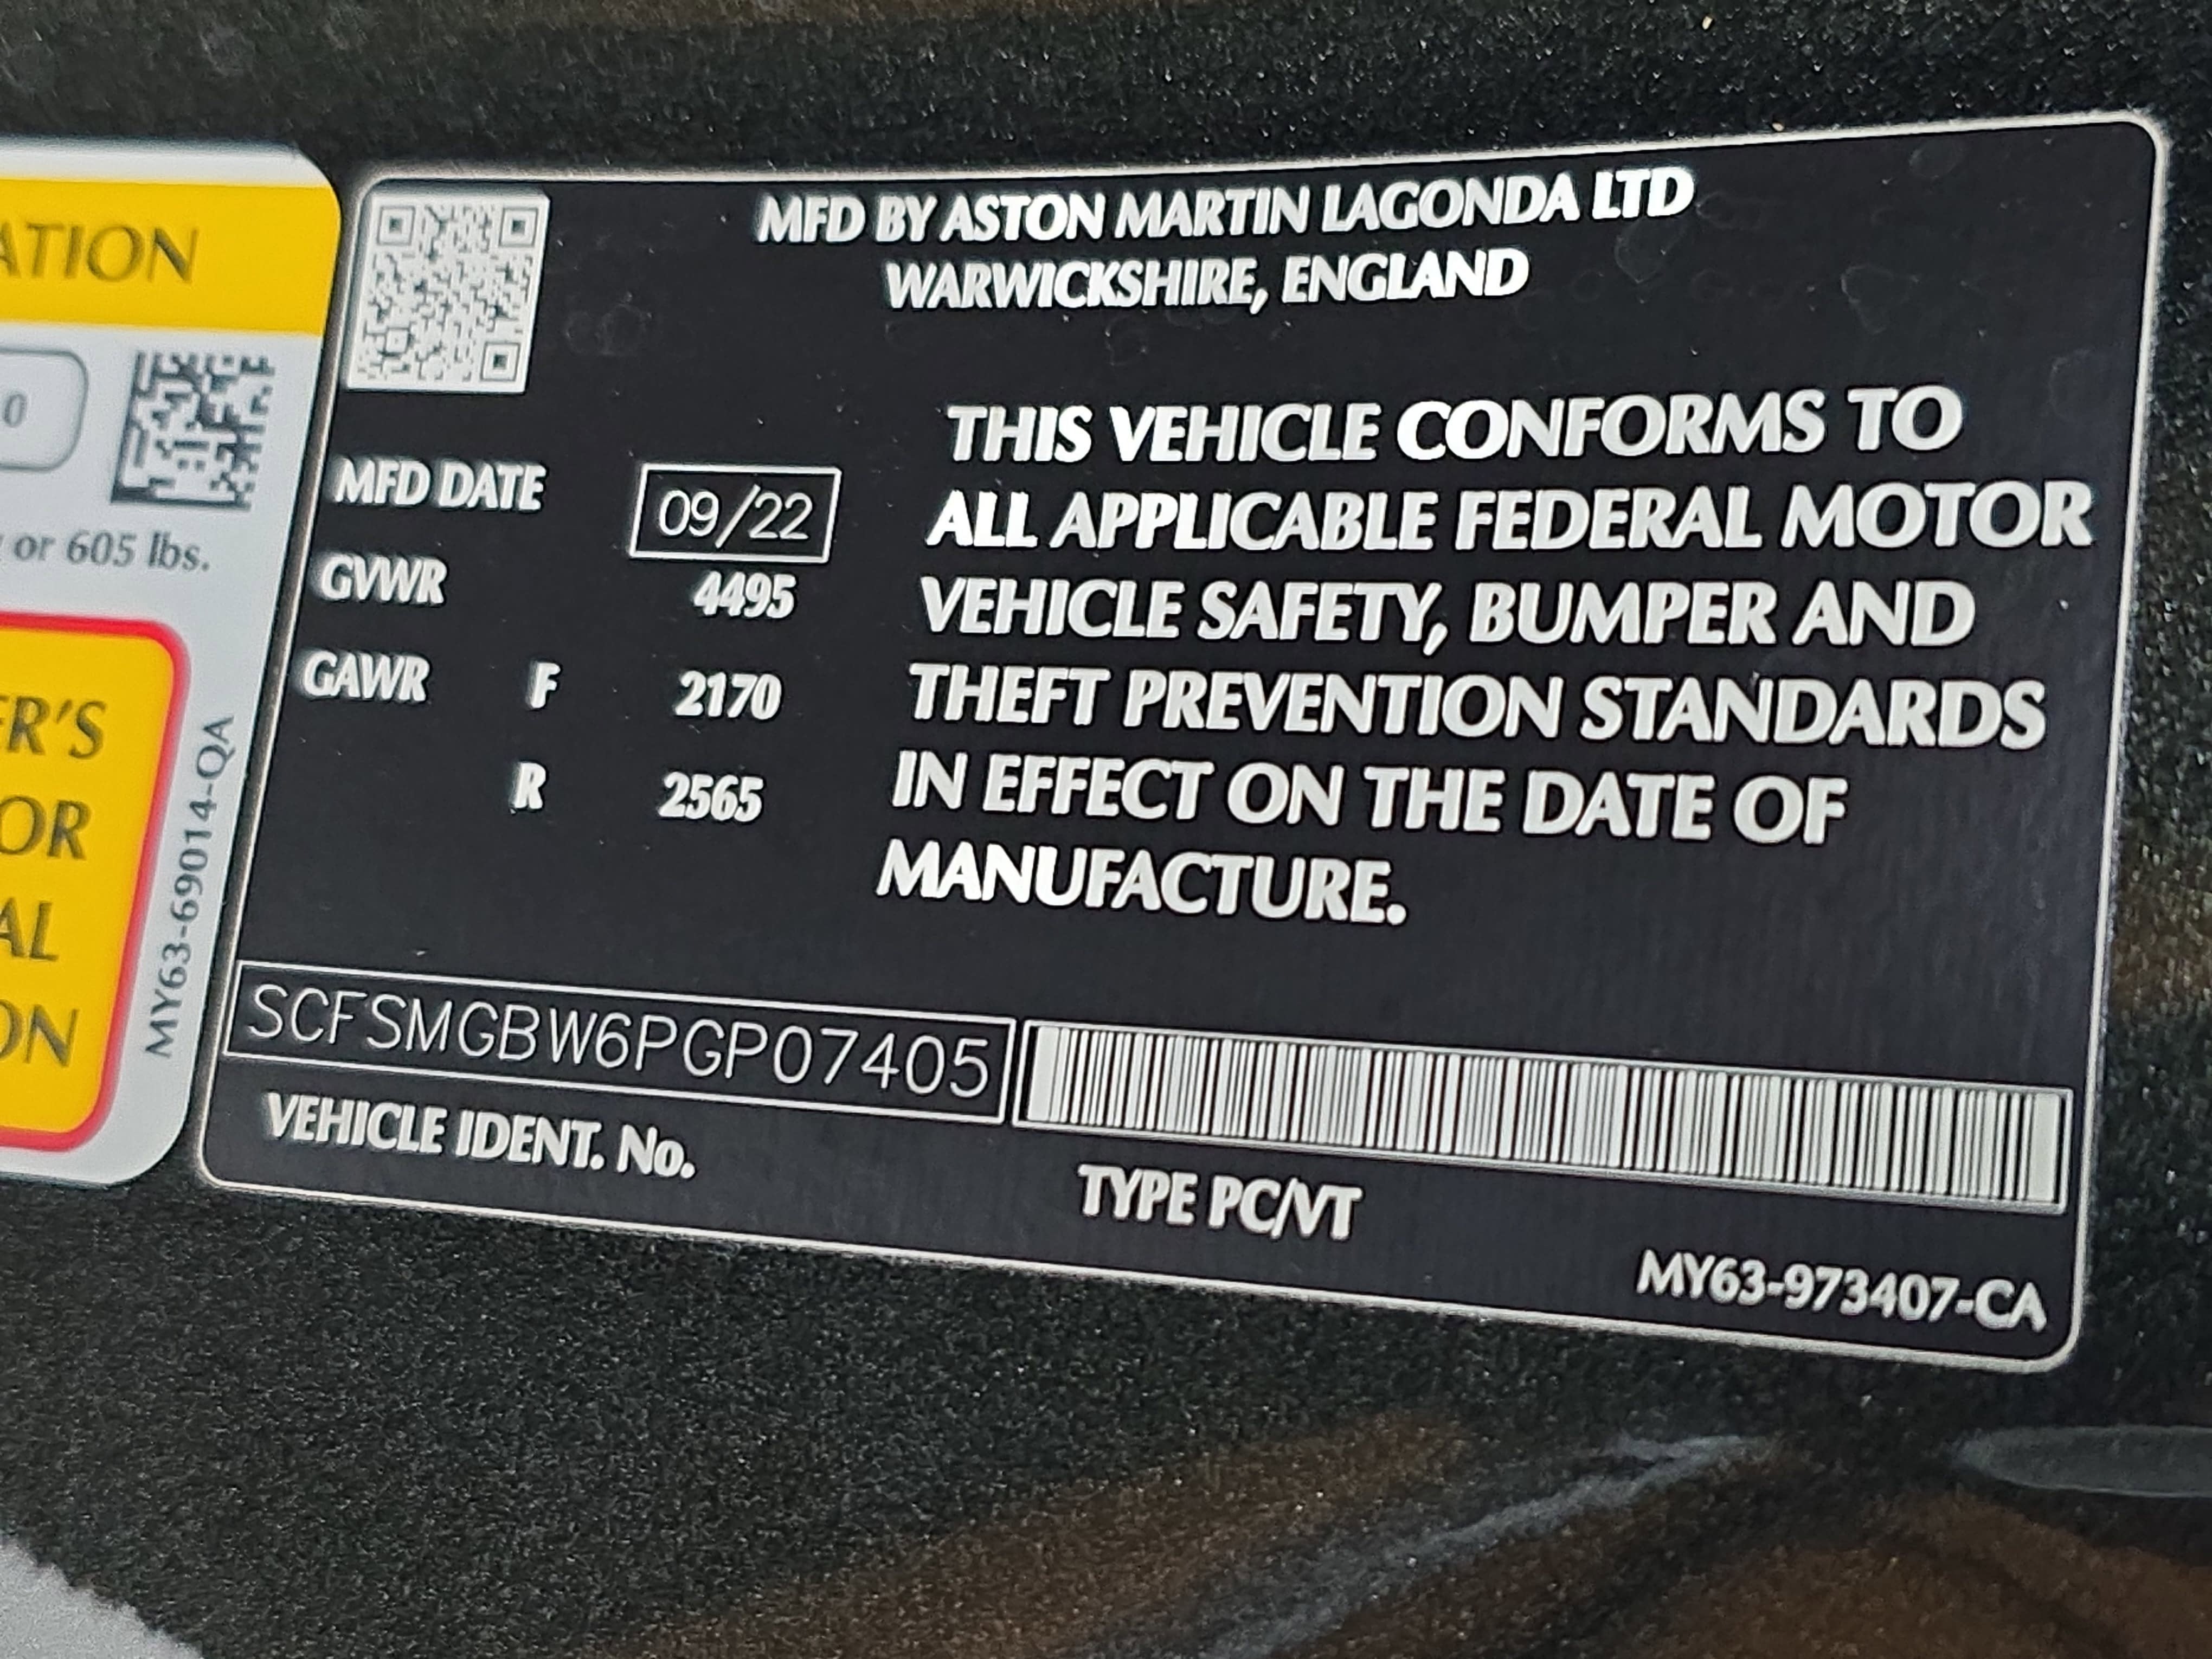 ATION
0
or 605 lbs.
ER'S
OR
AL
ON
MY63-69014-QA
MFD BY ASTON MARTIN LAGONDA LTD
WARWICKSHIRE, ENGLAND
MFD DATE 09/22
GVWR 4495
GAWR F 2170
R 2565
THIS VEHICLE CONFORMS TO
ALL APPLICABLE FEDERAL MOTOR
VEHICLE SAFETY, BUMPER AND
THEFT PREVENTION STANDARDS
IN EFFECT ON THE DATE OF
MANUFACTURE.
SCFSMGBW6PGP07405
VEHICLE IDENT. No.
TYPE PC/VT
MY63-973407-CA